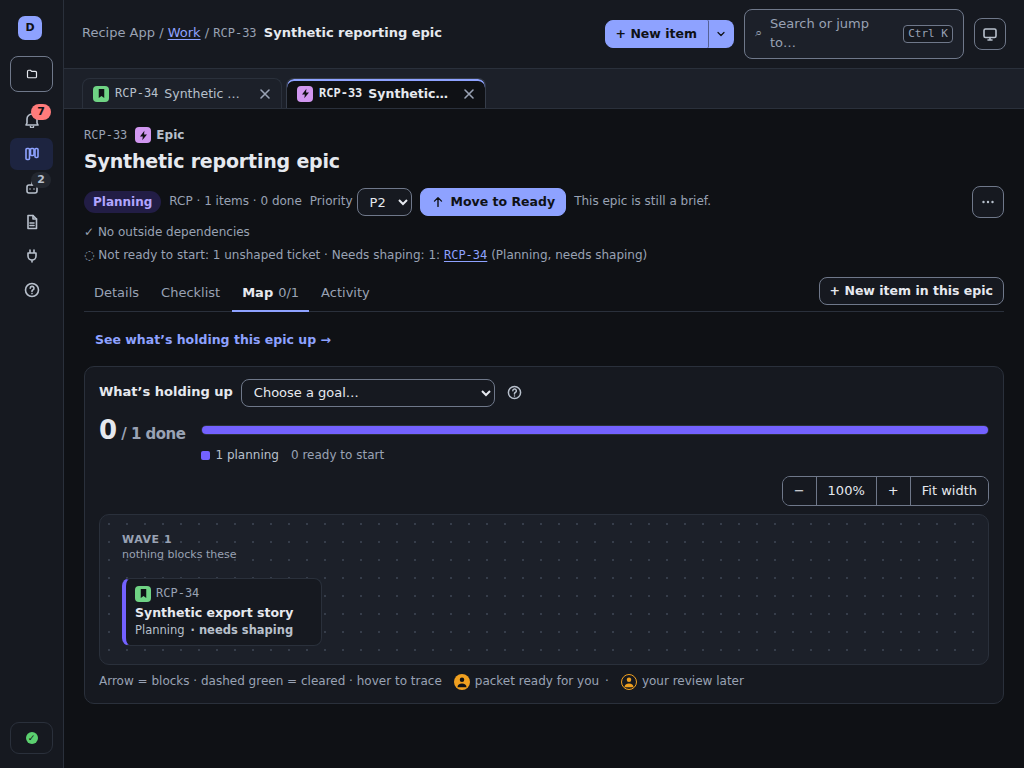 D
Recipe App / Work / RCP-33 Synthetic reporting epic
+ New item
Search or jump to…
Ctrl K
RCP-34 Synthetic …
RCP-33 Synthetic…
7
2
RCP-33 Epic
Synthetic reporting epic
Planning RCP · 1 items · 0 done Priority P2 Move to Ready This epic is still a brief.
✓ No outside dependencies
Not ready to start: 1 unshaped ticket · Needs shaping: 1: RCP-34 (Planning, needs shaping)
Details Checklist Map 0/1 Activity
+ New item in this epic
See what’s holding this epic up →
What’s holding up Choose a goal…
0 / 1 done
1 planning 0 ready to start
− 100% + Fit width
WAVE 1
nothing blocks these
RCP-34
Synthetic export story
Planning · needs shaping
Arrow = blocks · dashed green = cleared · hover to trace packet ready for you · your review later